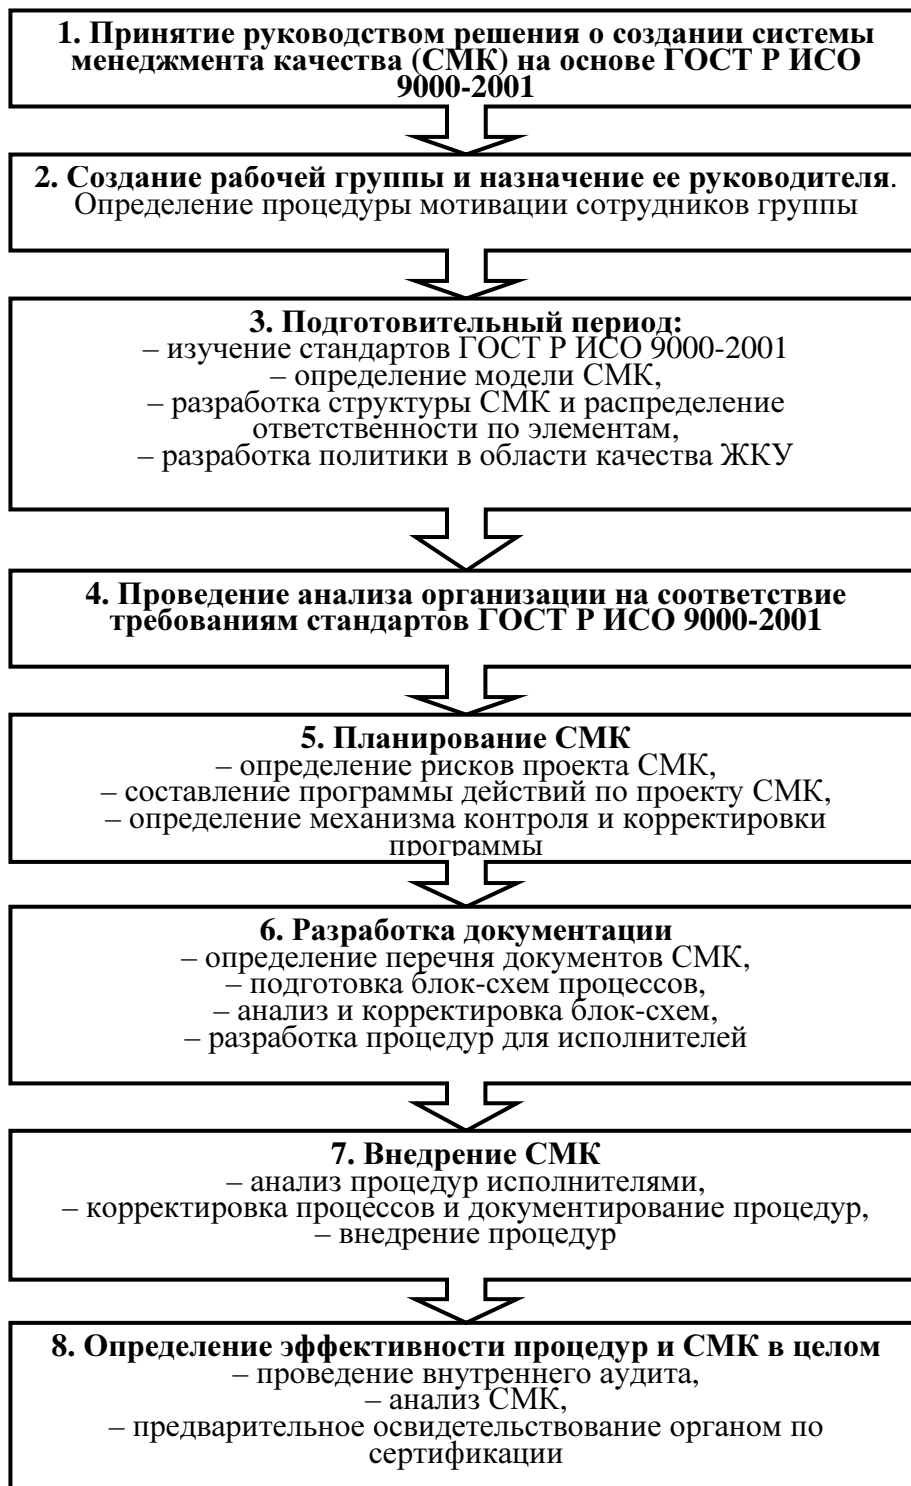 1. Принятие руководством решения о создании системы
менеджмента качества (СМК) на основе ГОСТ Р ИСО
9000-2001
2. Создание рабочей группы и назначение ее руководителя.
Определение процедуры мотивации сотрудников группы
3. Подготовительный период:
– изучение стандартов ГОСТ Р ИСО 9000-2001
– определение модели СМК,
– разработка структуры СМК и распределение
ответственности по элементам,
– разработка политики в области качества ЖКУ
4. Проведение анализа организации на соответствие
требованиям стандартов ГОСТ Р ИСО 9000-2001
5. Планирование СМК
– определение рисков проекта СМК,
– составление программы действий по проекту СМК,
– определение механизма контроля и корректировки
программы
6. Разработка документации
– определение перечня документов СМК,
– подготовка блок-схем процессов,
– анализ и корректировка блок-схем,
– разработка процедур для исполнителей
7. Внедрение СМК
– анализ процедур исполнителями,
– корректировка процессов и документирование процедур,
– внедрение процедур
8. Определение эффективности процедур и СМК в целом
– проведение внутреннего аудита,
– анализ СМК,
– предварительное освидетельствование органом по
сертификации